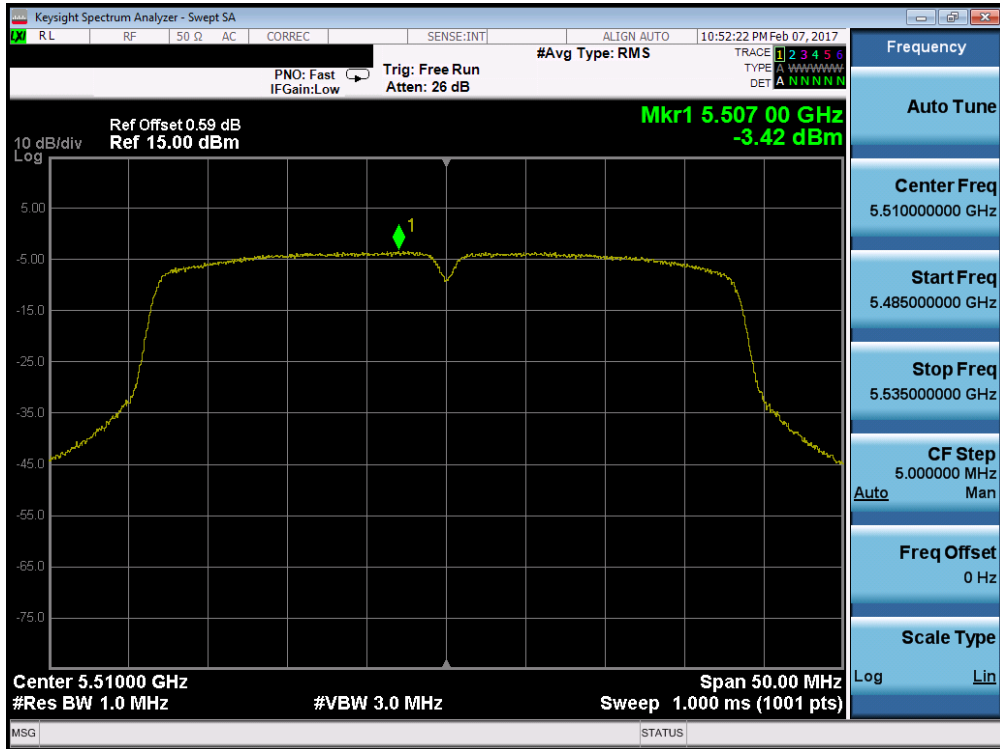 Keysight Spectrum Analyzer - Swept SA
LXI RL RF 50 Ω AC CORREC SENSE:INT ALIGN AUTO 10:52:22 PM Feb 07, 2017
Frequency
PNO: Fast
IFGain:Low
Trig: Free Run
Atten: 26 dB
#Avg Type: RMS
TRACE 1 2 3 4 5 6
TYPE A WWWWW
DET A N N N N N
Auto Tune
Mkr1 5.507 00 GHz
-3.42 dBm
Ref Offset 0.59 dB
10 dB/div Ref 15.00 dBm
Log
1
5.00
-5.00
-15.0
-25.0
-35.0
-45.0
-55.0
-65.0
-75.0
Center Freq
5.510000000 GHz
Start Freq
5.485000000 GHz
Stop Freq
5.535000000 GHz
CF Step
5.000000 MHz
Auto Man
Freq Offset
0 Hz
Scale Type
Log Lin
Center 5.51000 GHz Span 50.00 MHz
#Res BW 1.0 MHz #VBW 3.0 MHz Sweep 1.000 ms (1001 pts)
MSG STATUS